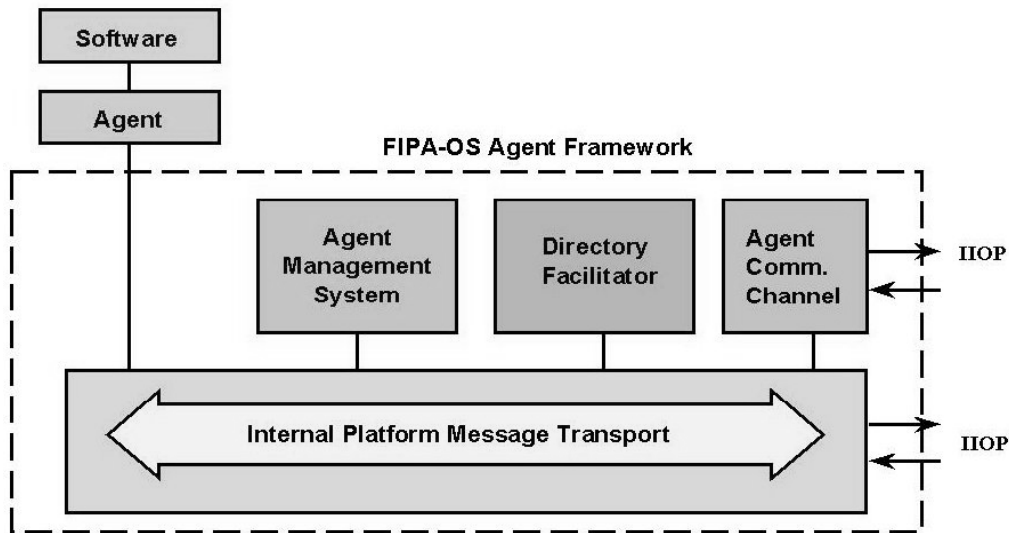 Software
Agent
FIPA-OS Agent Framework
Agent
Management
System
Directory
Facilitator
Agent
Comm.
Channel
IIOP
Internal Platform Message Transport
IIOP